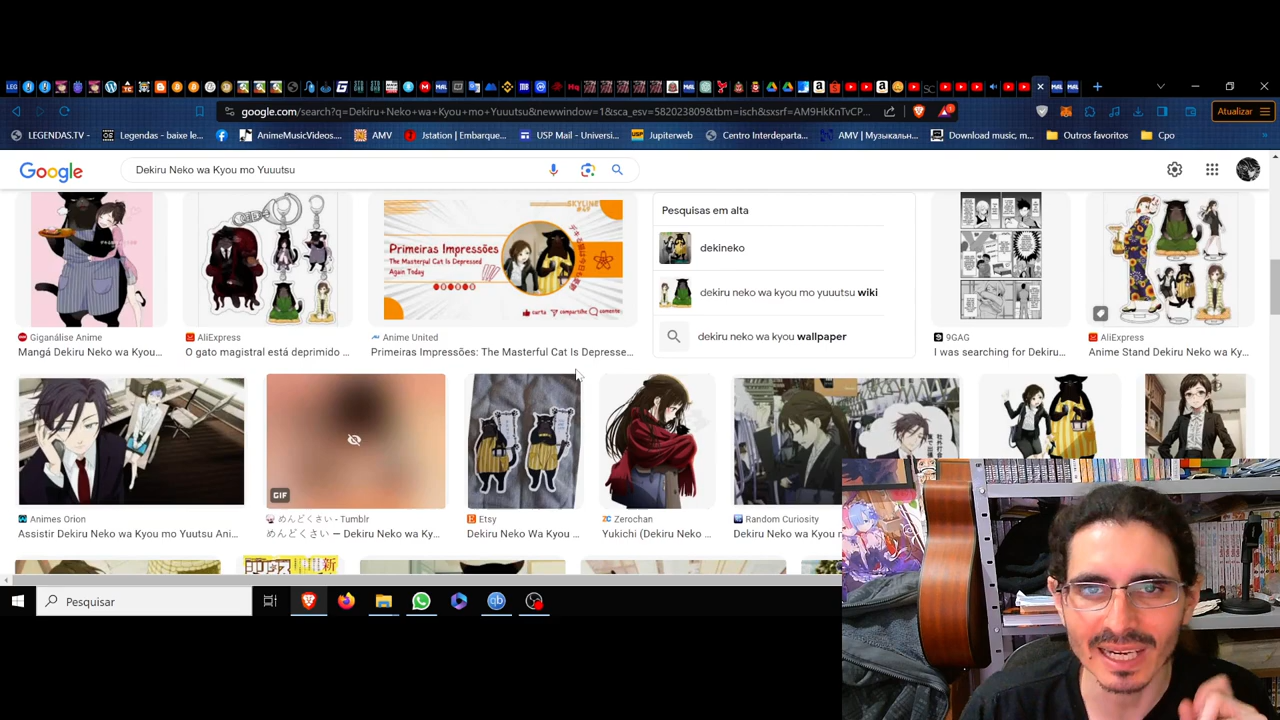 google.com/search?q=Dekiru+Neko+wa+Kyou+mo+Yuuutsu&newwindow=1&sca_esv=582023809&tbm=isch&sxsrf=AM9HkKnTvCP...
Atualizar
LEGENDS.TV -
Legendas - baixe le...
AnimeMusicVideos....
AMV
Jstation | Embarque...
USP Mail - Universi...
Jupiterweb
Centro Interdeparta...
AMV | Музыкальн...
Download music, m...
Outros favoritos
Cpo
Google
Dekiru Neko wa Kyou mo Yuuutsu
SKYLINE
Primeiras Impressões
The Masterful Cat Is Depressed
Again Today
curta
compartilhe
comente
Pesquisas em alta
dekineko
dekiru neko wa kyou mo yuuutsu wiki
dekiru neko wa kyou wallpaper
Giganálise Anime
Mangá Dekiru Neko wa Kyou...
AliExpress
O gato magistral está deprimido ...
Anime United
Primeiras Impressões: The Masterful Cat Is Depresse...
9GAG
I was searching for Dekiru...
AliExpress
Anime Stand Dekiru Neko wa Ky...
GIF
Animes Orion
Assistir Dekiru Neko wa Kyou mo Yuutsu Ani...
めんどくさい - Tumblr
めんどくさい — Dekiru Neko wa Ky...
Etsy
Dekiru Neko Wa Kyou ...
Zerochan
Yukichi (Dekiru Neko ...
Random Curiosity
Dekiru Neko wa Kyou mo
Pesquisar